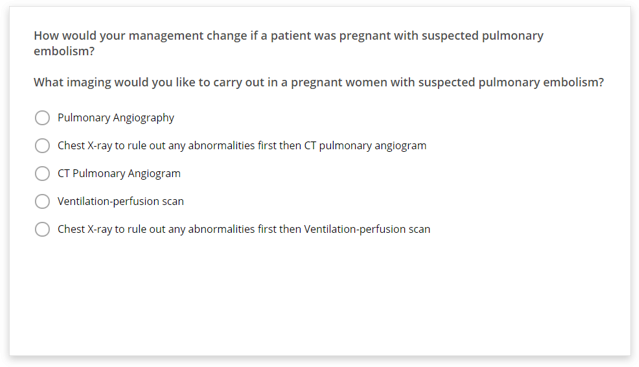 How would your management change if a patient was pregnant with suspected pulmonary
embolism?
What imaging would you like to carry out in a pregnant women with suspected pulmonary embolism?
Pulmonary Angiography
Chest X-ray to rule out any abnormalities first then CT pulmonary angiogram
CT Pulmonary Angiogram
Ventilation-perfusion scan
Chest X-ray to rule out any abnormalities first then Ventilation-perfusion scan